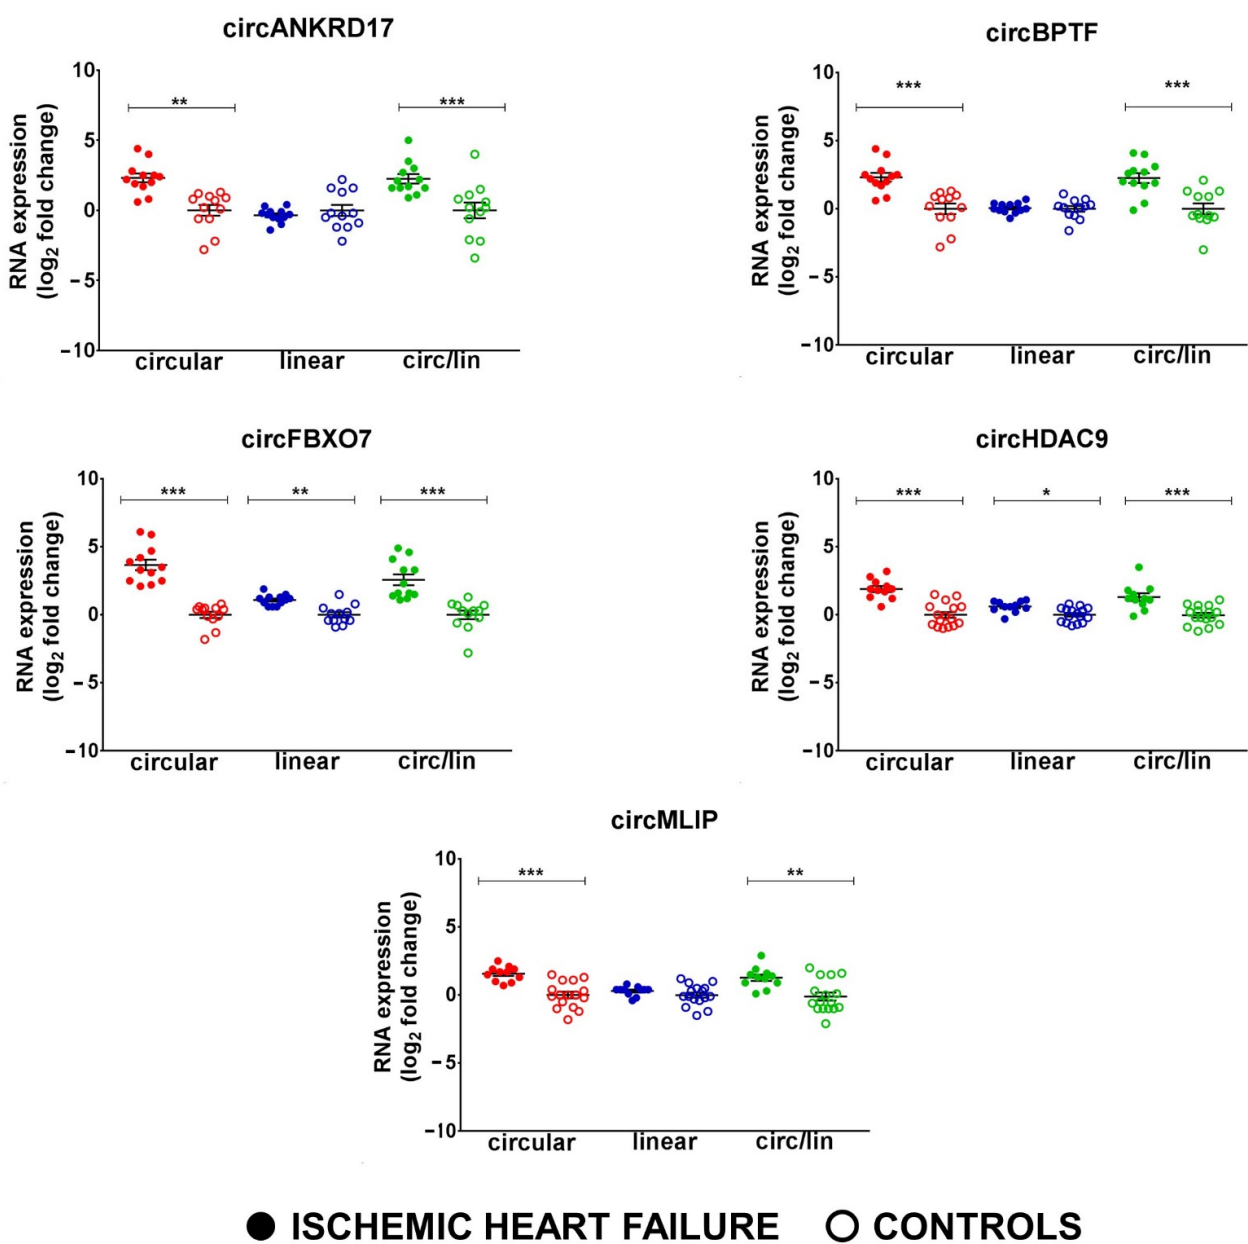 circANKRD17
10
5
0
−5
−10
RNA expression
(log2 fold change)
**
***
circular
linear
circ/lin
circBPTF
10
5
0
−5
−10
RNA expression
(log2 fold change)
***
***
circular
linear
circ/lin
circFBXO7
10
5
0
−5
−10
RNA expression
(log2 fold change)
***
**
***
circular
linear
circ/lin
circHDAC9
10
5
0
−5
−10
RNA expression
(log2 fold change)
***
*
***
circular
linear
circ/lin
circMLIP
10
5
0
−5
−10
RNA expression
(log2 fold change)
***
**
circular
linear
circ/lin
ISCHEMIC HEART FAILURE
CONTROLS